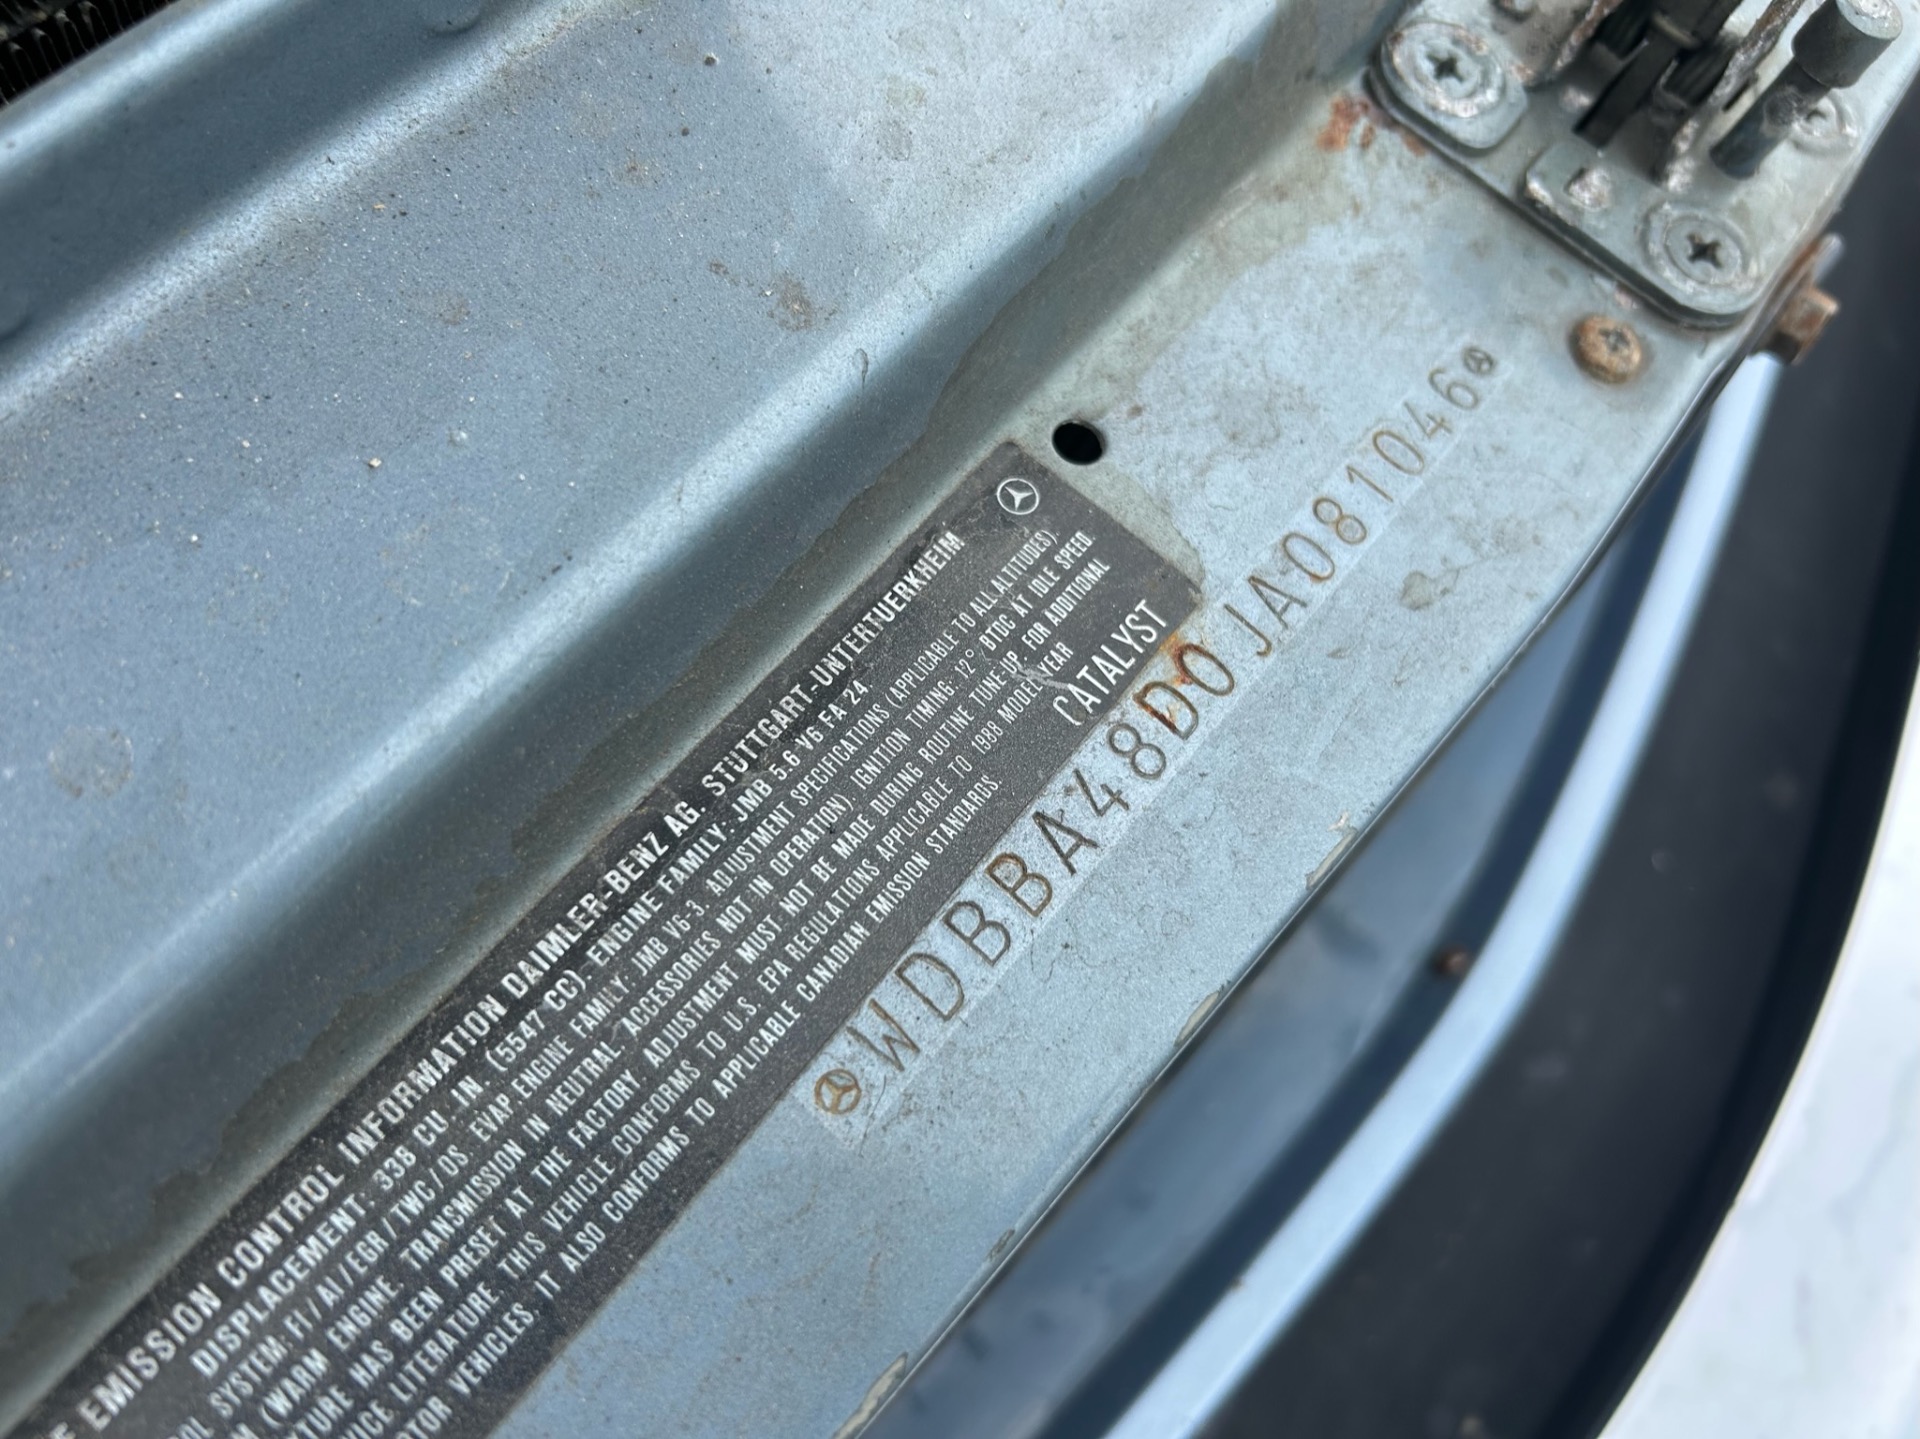 EMISSION CONTROL INFORMATION DAIMLER-BENZ AG. STUTTGART-UNTERTUERKHEIM
DISPLACEMENT: 338 CU. IN. (5547 CC). ENGINE FAMILY: JMB 5.6 V6 FA 24
SYSTEM: FI/AI/EGR/TWC/OS. EVAP. ENGINE FAMILY: JMB V6-3. ADJUSTMENT SPECIFICATIONS (APPLICABLE TO ALL ALTITUDES).
(WARM ENGINE. TRANSMISSION IN NEUTRAL. ACCESSORIES NOT IN OPERATION). IGNITION TIMING: 12° BTDC AT IDLE SPEED.
HAS BEEN PRESET AT THE FACTORY. ADJUSTMENT MUST NOT BE MADE DURING ROUTINE TUNE UP. FOR ADDITIONAL
LITERATURE. THIS VEHICLE CONFORMS TO U.S. EPA REGULATIONS APPLICABLE TO 1988 MODEL YEAR
VEHICLES. IT ALSO CONFORMS TO APPLICABLE CANADIAN EMISSION STANDARDS.
CATALYST
WDBBA48D0JA081046